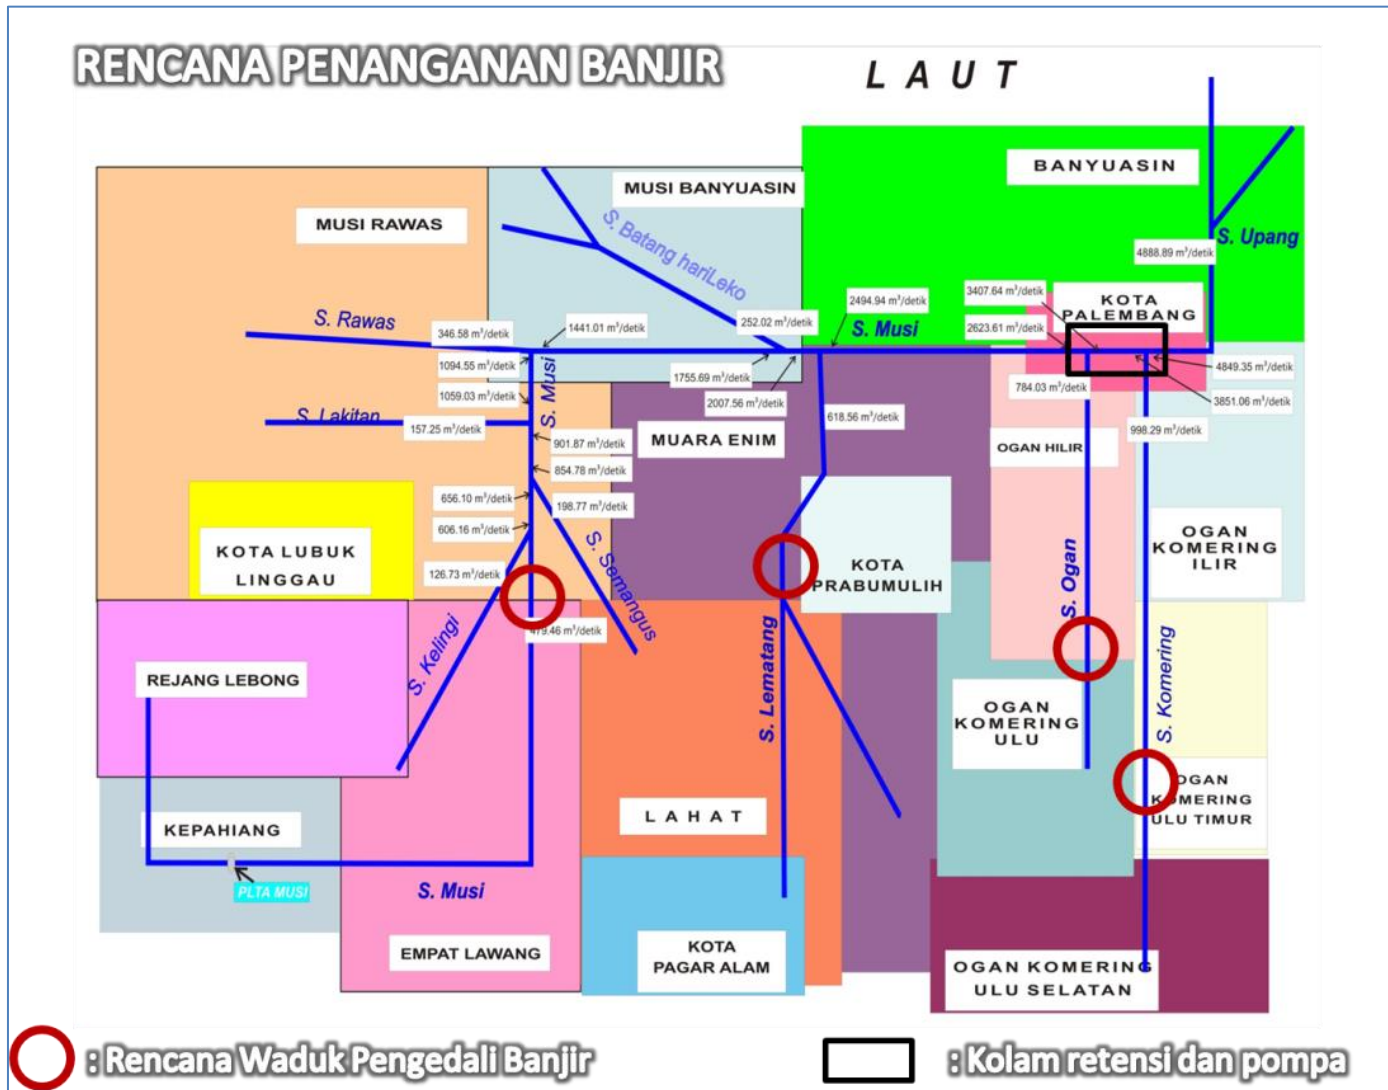 RENCANA PENANGANAN BANJIR
L A U T
BANYUASIN
MUSI BANYUASIN
MUSI RAWAS
S. Batang hariLeko
S. Upang
4888.89 m³/detik
3407.64 m³/detik
KOTA
PALEMBANG
2494.94 m³/detik
S. Rawas
346.58 m³/detik
1441.01 m³/detik
252.02 m³/detik
S. Musi
2623.61 m³/detik
1094.55 m³/detik
S. Musi
1755.69 m³/detik
4849.35 m³/detik
1059.03 m³/detik
2007.56 m³/detik
784.03 m³/detik
3851.06 m³/detik
S. Lakitan
157.25 m³/detik
618.56 m³/detik
998.29 m³/detik
901.87 m³/detik
MUARA ENIM
OGAN HILIR
854.78 m³/detik
656.10 m³/detik
198.77 m³/detik
606.16 m³/detik
KOTA LUBUK
LINGGAU
S. Semangus
KOTA
PRABUMULIH
S. Ogan
OGAN
KOMERING
ILIR
126.73 m³/detik
479.46 m³/detik
S. Kelingi
REJANG LEBONG
S. Lematang
S. Komering
OGAN
KOMERING
ULU
OGAN
KOMERING
ULU TIMUR
KEPAHIANG
L A H A T
PLTA MUSI
S. Musi
EMPAT LAWANG
KOTA
PAGAR ALAM
OGAN KOMERING
ULU SELATAN
: Rencana Waduk Pengedali Banjir
: Kolam retensi dan pompa